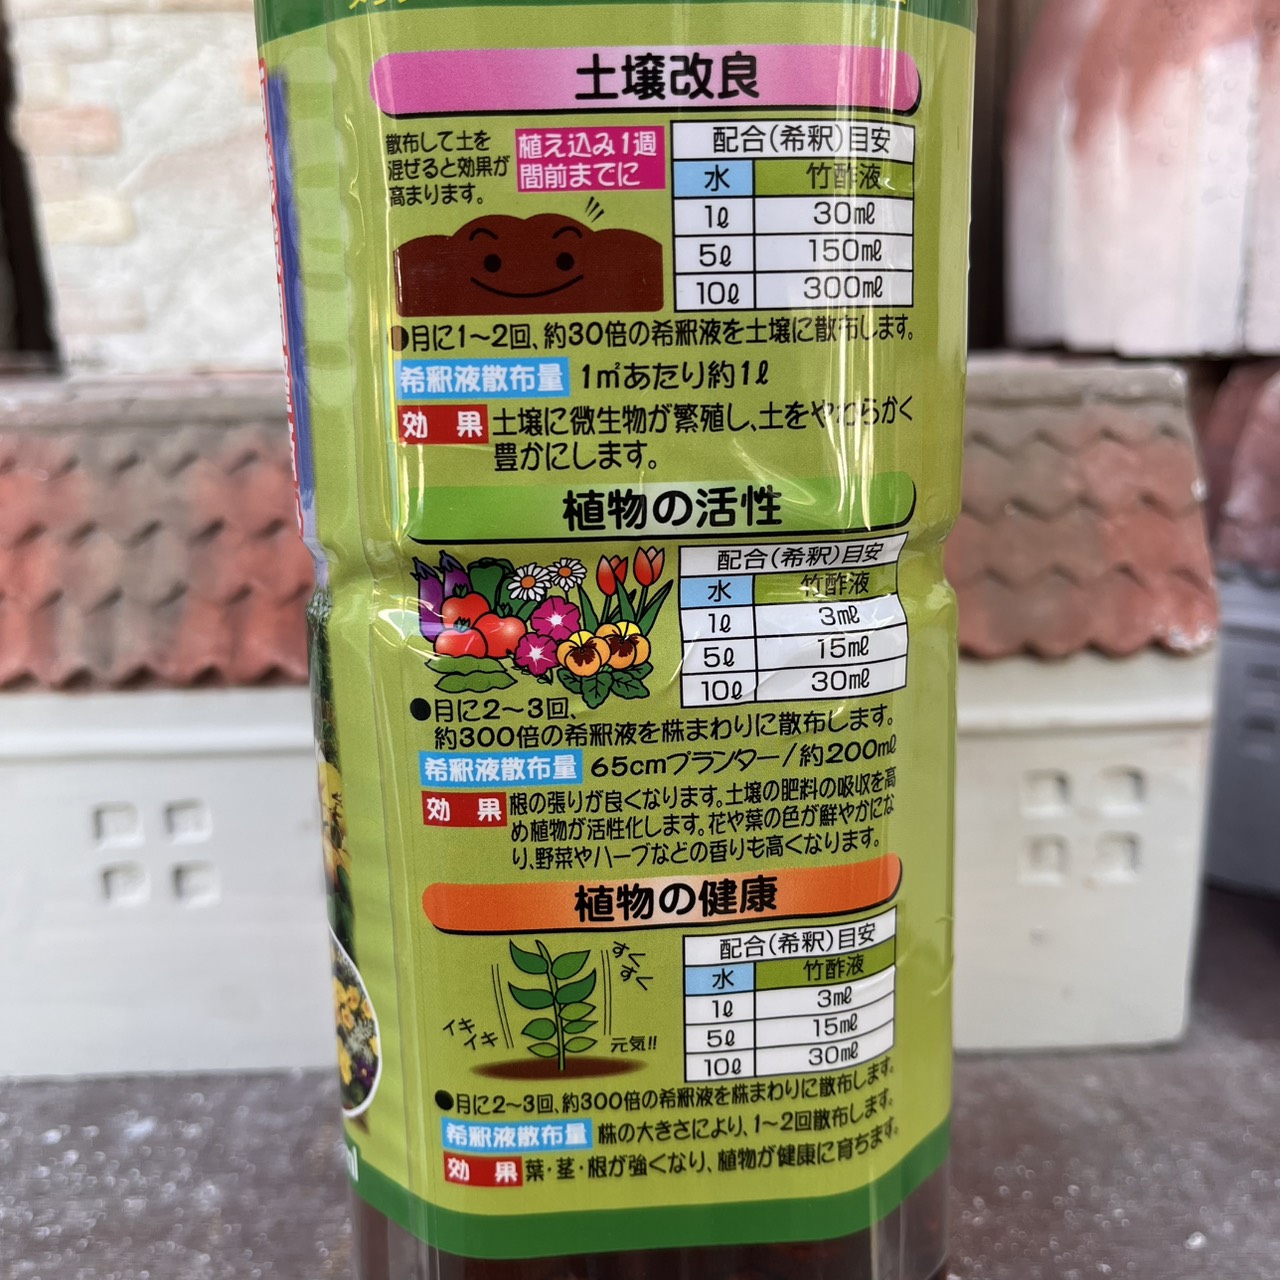 土壌改良
散布して土を
混ぜると効果が
高まります。
植え込み1週
間前までに
配合(希釈)目安
水 竹酢液
1ℓ 30㎖
5ℓ 150㎖
10ℓ 300㎖
●月に1〜2回、約30倍の希釈液を土壌に散布します。
希釈液散布量 1㎡あたり約1ℓ
効 果 土壌に微生物が繁殖し、土をやわらかく
豊かにします。
植物の活性
配合(希釈)目安
水 竹酢液
1ℓ 3㎖
5ℓ 15㎖
10ℓ 30㎖
●月に2〜3回、
約300倍の希釈液を株まわりに散布します。
希釈液散布量 65cmプランター/約200㎖
効 果 根の張りが良くなります。土壌の肥料の吸収を高
め植物が活性化します。花や葉の色が鮮やかにな
り、野菜やハーブなどの香りも高くなります。
植物の健康
すく
すく
イキ
イキ
元気!!
配合(希釈)目安
水 竹酢液
1ℓ 3㎖
5ℓ 15㎖
10ℓ 30㎖
●月に2〜3回、約300倍の希釈液を株まわりに散布します。
希釈液散布量 株の大きさにより、1〜2回散布します。
効 果 葉・茎・根が強くなり、植物が健康に育ちます。